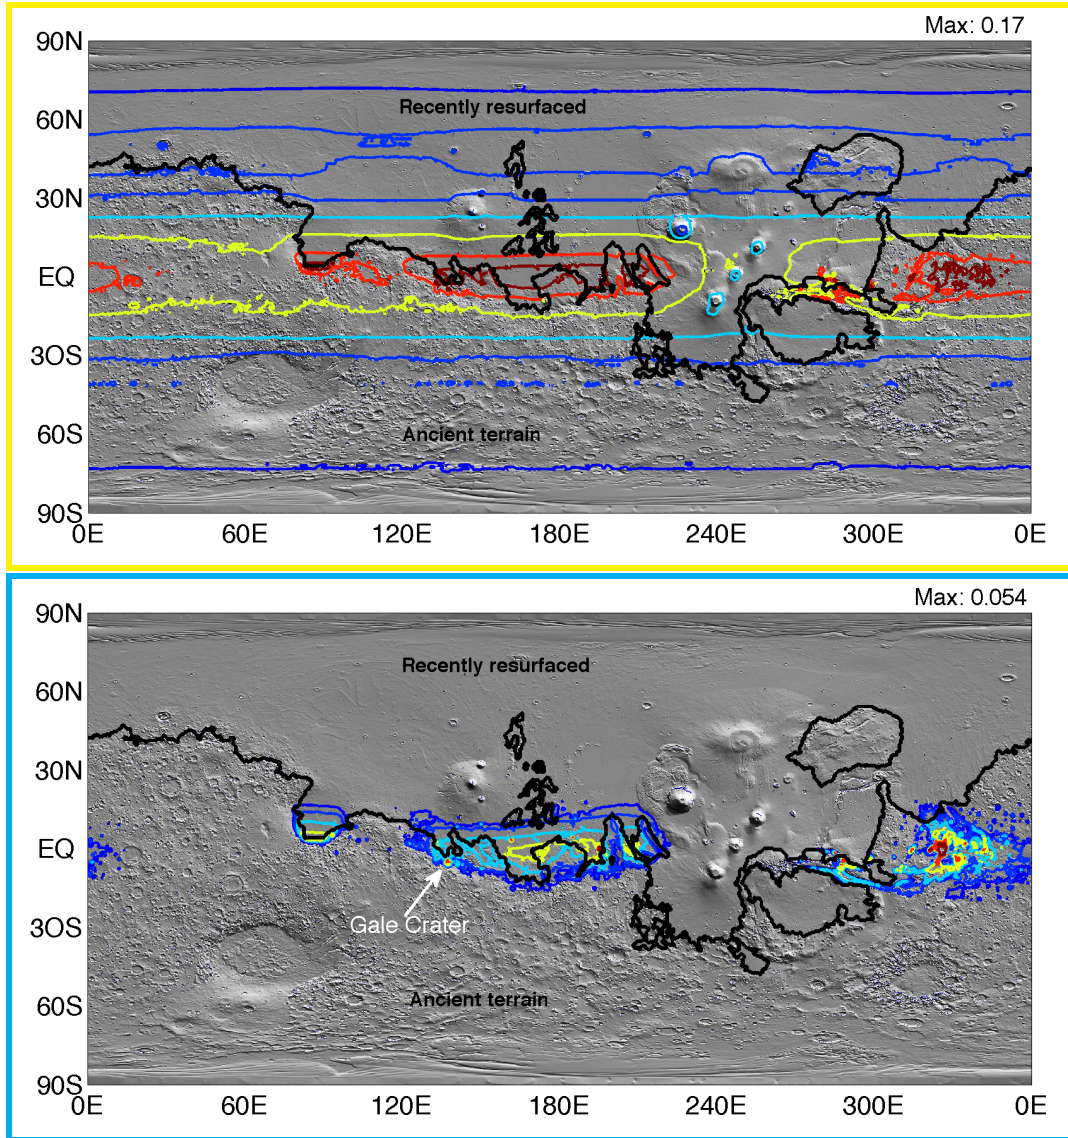 Max: 0.17
90N
Recently resurfaced
60N
30N
EQ
30S
60S
Ancient terrain
90S
0E 60E 120E 180E 240E 300E 0E
Max: 0.054
90N
Recently resurfaced
60N
30N
EQ
Gale Crater
30S
60S
Ancient terrain
90S
0E 60E 120E 180E 240E 300E 0E